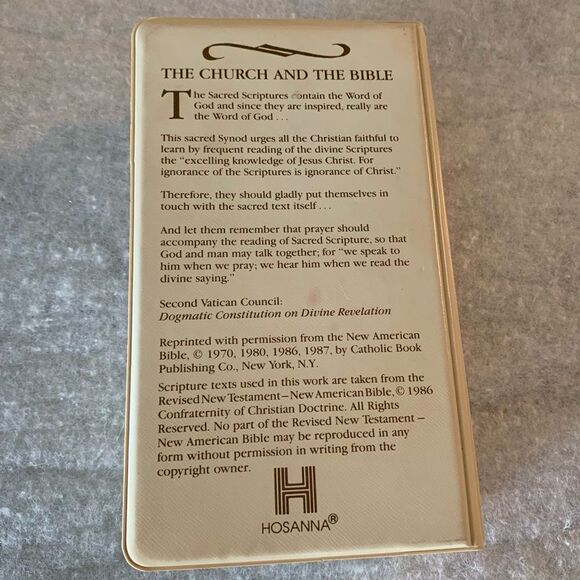 THE CHURCH AND THE BIBLE
The Sacred Scriptures contain the Word of
God and since they are inspired, really are
the Word of God . . .
This sacred Synod urges all the Christian faithful to
learn by frequent reading of the divine Scriptures
the "excelling knowledge of Jesus Christ. For
ignorance of the Scriptures is ignorance of Christ."
Therefore, they should gladly put themselves in
touch with the sacred text itself . . .
And let them remember that prayer should
accompany the reading of Sacred Scripture, so that
God and man may talk together; for "we speak to
him when we pray; we hear him when we read the
divine saying."
Second Vatican Council:
Dogmatic Constitution on Divine Revelation
Reprinted with permission from the New American
Bible, © 1970, 1980, 1986, 1987, by Catholic Book
Publishing Co., New York, N.Y.
Scripture texts used in this work are taken from the
Revised New Testament—New American Bible, © 1986
Confraternity of Christian Doctrine. All Rights
Reserved. No part of the Revised New Testament—
New American Bible may be reproduced in any
form without permission in writing from the
copyright owner.
H
HOSANNA®